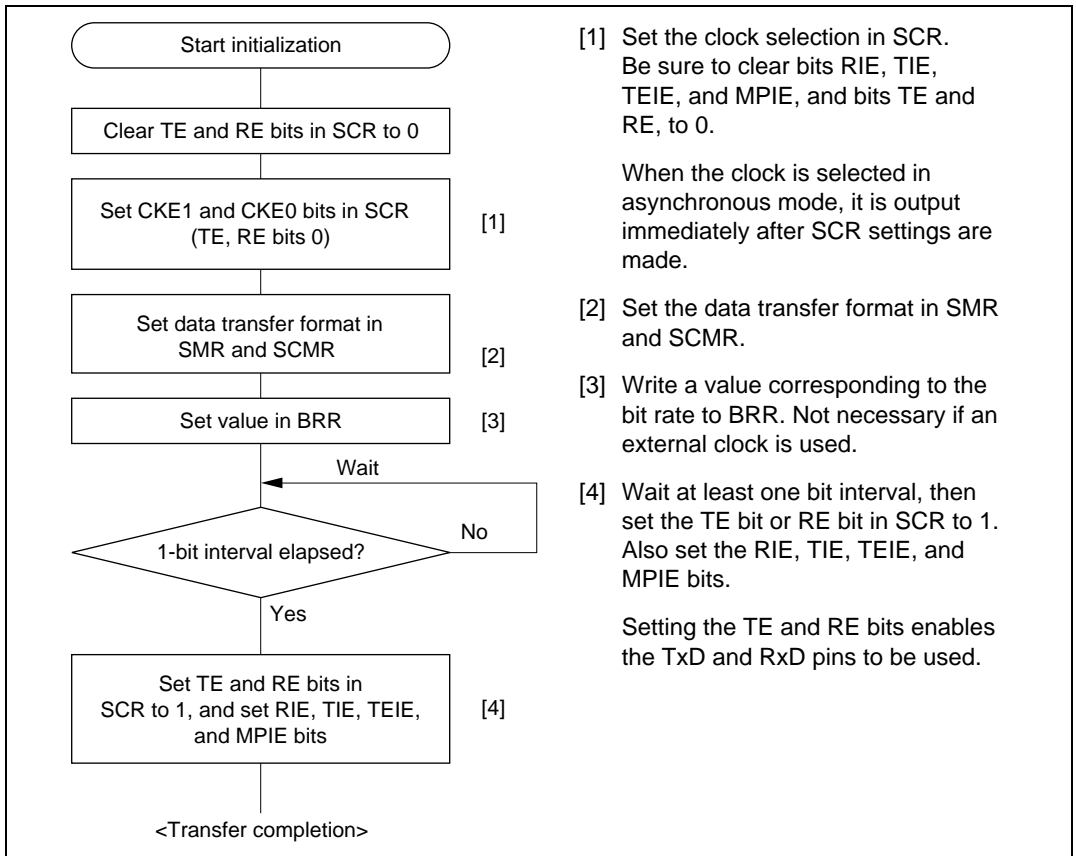 Start initialization
Clear TE and RE bits in SCR to 0
Set CKE1 and CKE0 bits in SCR
(TE, RE bits 0)
[1]
Set data transfer format in
SMR and SCMR
[2]
Set value in BRR
[3]
Wait
1-bit interval elapsed?
No
Yes
Set TE and RE bits in
SCR to 1, and set RIE, TIE, TEIE,
and MPIE bits
[4]
<Transfer completion>
[1] Set the clock selection in SCR.
Be sure to clear bits RIE, TIE,
TEIE, and MPIE, and bits TE and
RE, to 0.
When the clock is selected in
asynchronous mode, it is output
immediately after SCR settings are
made.
[2] Set the data transfer format in SMR
and SCMR.
[3] Write a value corresponding to the
bit rate to BRR. Not necessary if an
external clock is used.
[4] Wait at least one bit interval, then
set the TE bit or RE bit in SCR to 1.
Also set the RIE, TIE, TEIE, and
MPIE bits.
Setting the TE and RE bits enables
the TxD and RxD pins to be used.